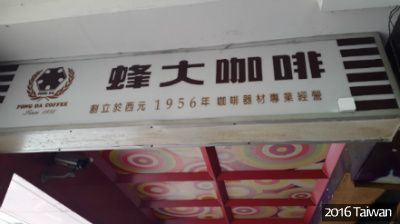 蜂大咖啡
FONG DA COFFEE
Since 1956
創立於西元 1956年 咖啡器材專業經營
2016 Taiwan